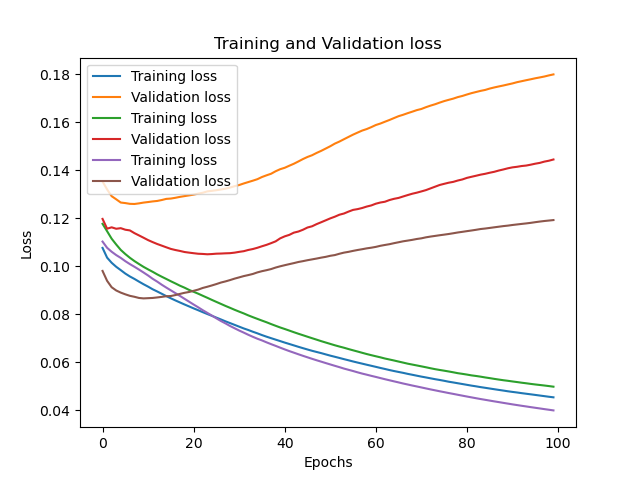 Training and Validation loss
Training loss
Validation loss
Training loss
Validation loss
Training loss
Validation loss
Loss
0.18
0.16
0.14
0.12
0.10
0.08
0.06
0.04
0 20 40 60 80 100
Epochs